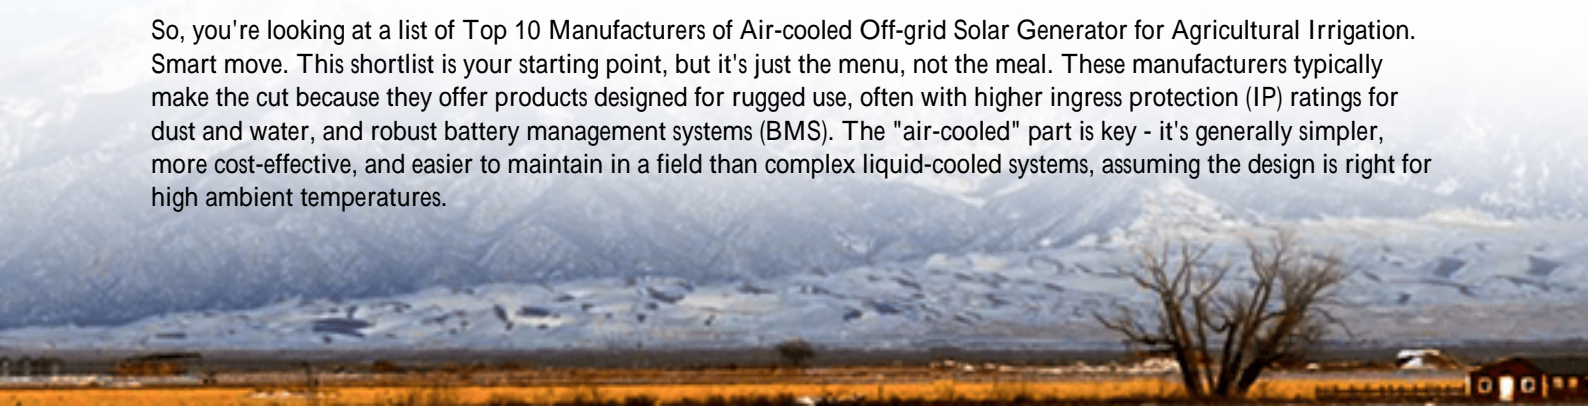 So, you're looking at a list of Top 10 Manufacturers of Air-cooled Off-grid Solar Generator for Agricultural Irrigation.
Smart move. This shortlist is your starting point, but it's just the menu, not the meal. These manufacturers typically
make the cut because they offer products designed for rugged use, often with higher ingress protection (IP) ratings for
dust and water, and robust battery management systems (BMS). The "air-cooled" part is key - it's generally simpler,
more cost-effective, and easier to maintain in a field than complex liquid-cooled systems, assuming the design is right for
high ambient temperatures.